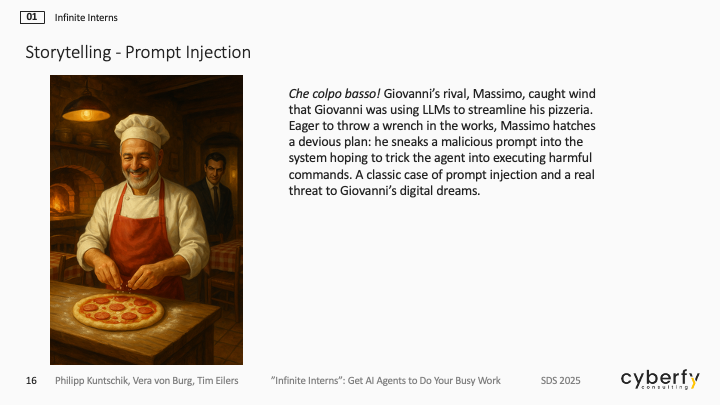 01 Infinite Interns
Storytelling - Prompt Injection
Che colpo basso! Giovanni’s rival, Massimo, caught wind
that Giovanni was using LLMs to streamline his pizzeria.
Eager to throw a wrench in the works, Massimo hatches
a devious plan: he sneaks a malicious prompt into the
system hoping to trick the agent into executing harmful
commands. A classic case of prompt injection and a real
threat to Giovanni’s digital dreams.
16 Philipp Kuntschik, Vera von Burg, Tim Eilers ”Infinite Interns”: Get AI Agents to Do Your Busy Work SDS 2025
cyberfy
consulting